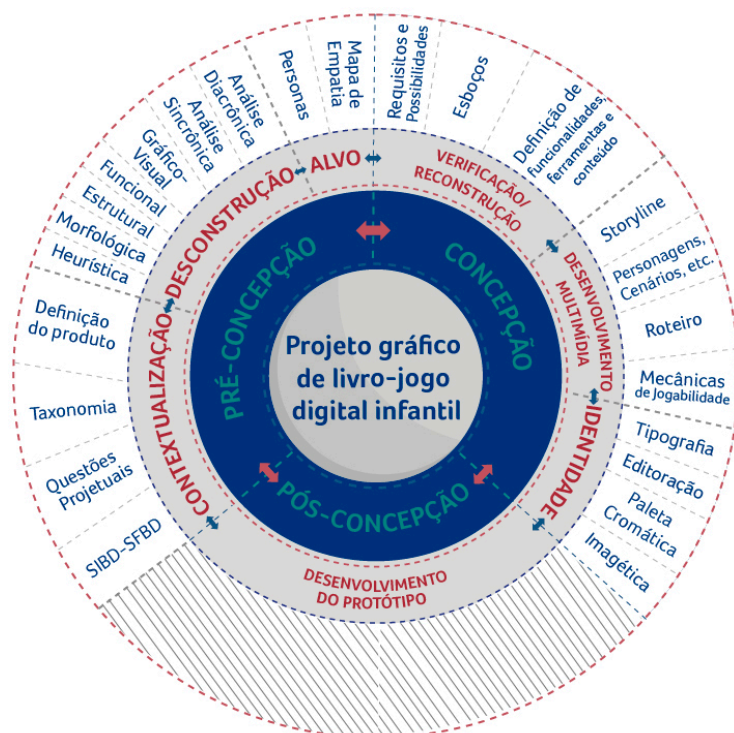 Projeto gráfico
de livro-jogo
digital infantil
PRÉ-CONCEPÇÃO
CONCEPÇÃO
PÓS-CONCEPÇÃO
CONTEXTUALIZAÇÃO
DESCONSTRUÇÃO
ALVO
VERIFICAÇÃO/
RECONSTRUÇÃO
DESENVOLVIMENTO
MULTIMÍDIA
IDENTIDADE
DESENVOLVIMENTO
DO PROTÓTIPO
SIBD-SFBD
Questões
Projetuais
Taxonomia
Definição
do produto
Heurística
Morfológica
Estrutural
Funcional
Gráfico-
Visual
Análise
Sincrônica
Análise
Diacrônica
Personas
Mapa de
Empatia
Requisitos e
Possibilidades
Esboços
Definição de
funcionalidades,
ferramentas e
conteúdo
Storyline
Personagens,
Cenários, etc.
Roteiro
Mecânicas
de Jogabilidade
Tipografia
Editoração
Paleta
Cromática
Imagética